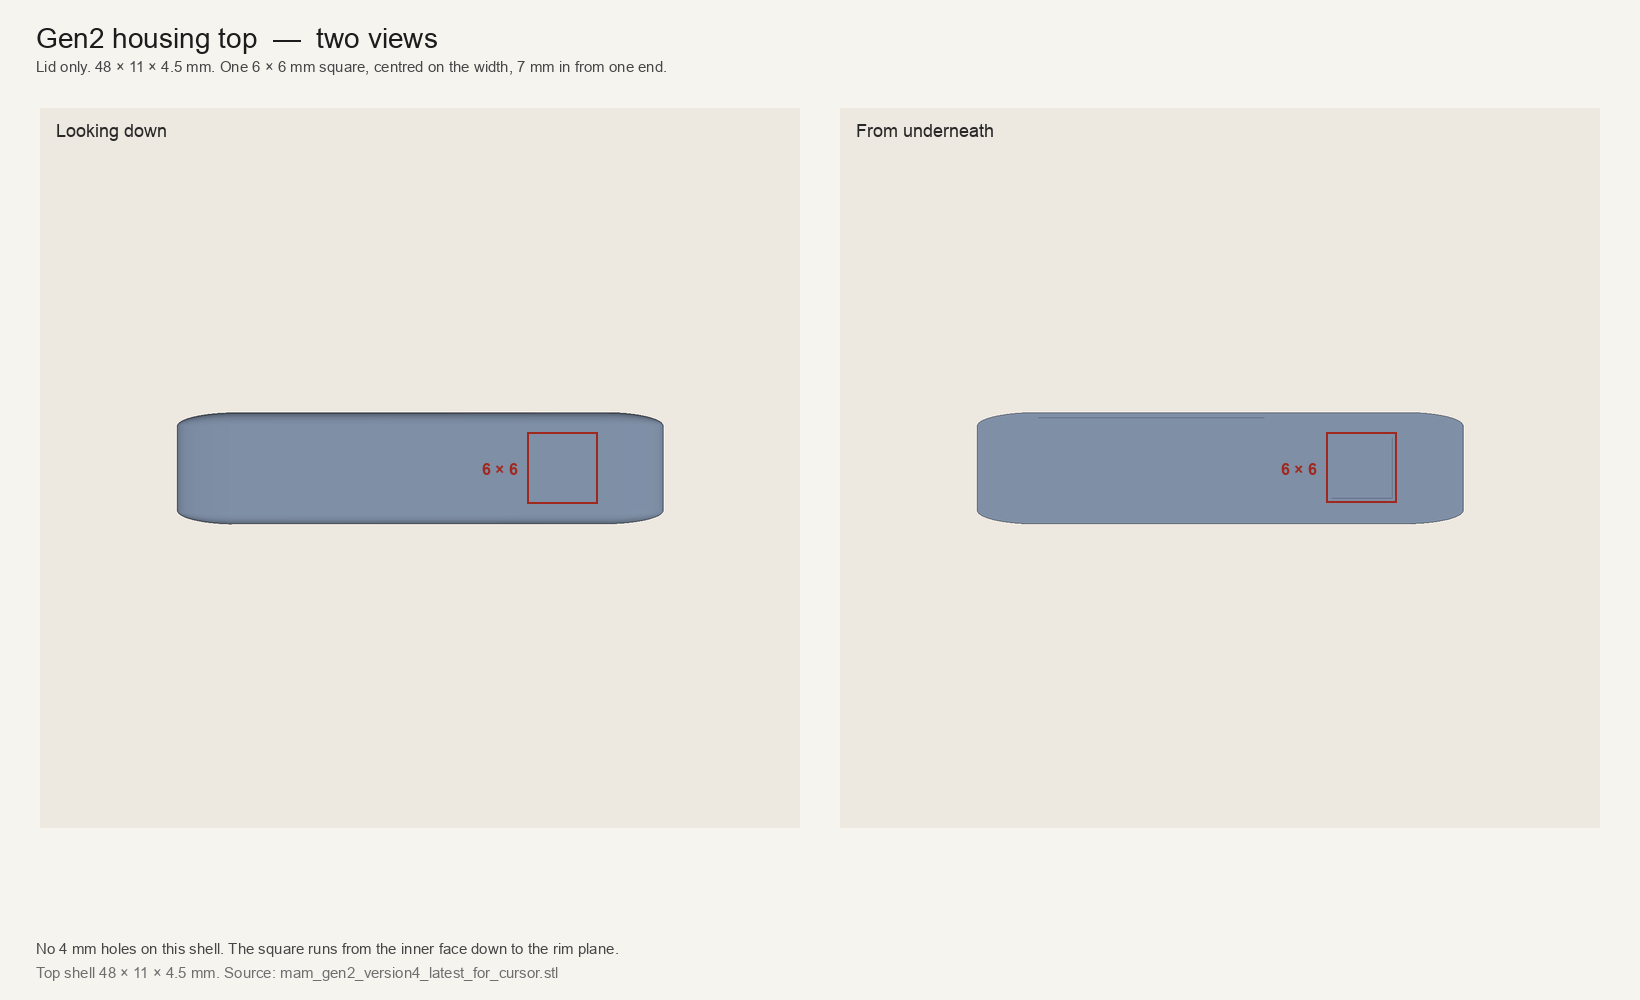 Gen2 housing top — two views
Lid only. 48 × 11 × 4.5 mm. One 6 × 6 mm square, centred on the width, 7 mm in from one end.
Looking down
From underneath
6 × 6
6 × 6
No 4 mm holes on this shell. The square runs from the inner face down to the rim plane.
Top shell 48 × 11 × 4.5 mm. Source: mam_gen2_version4_latest_for_cursor.stl